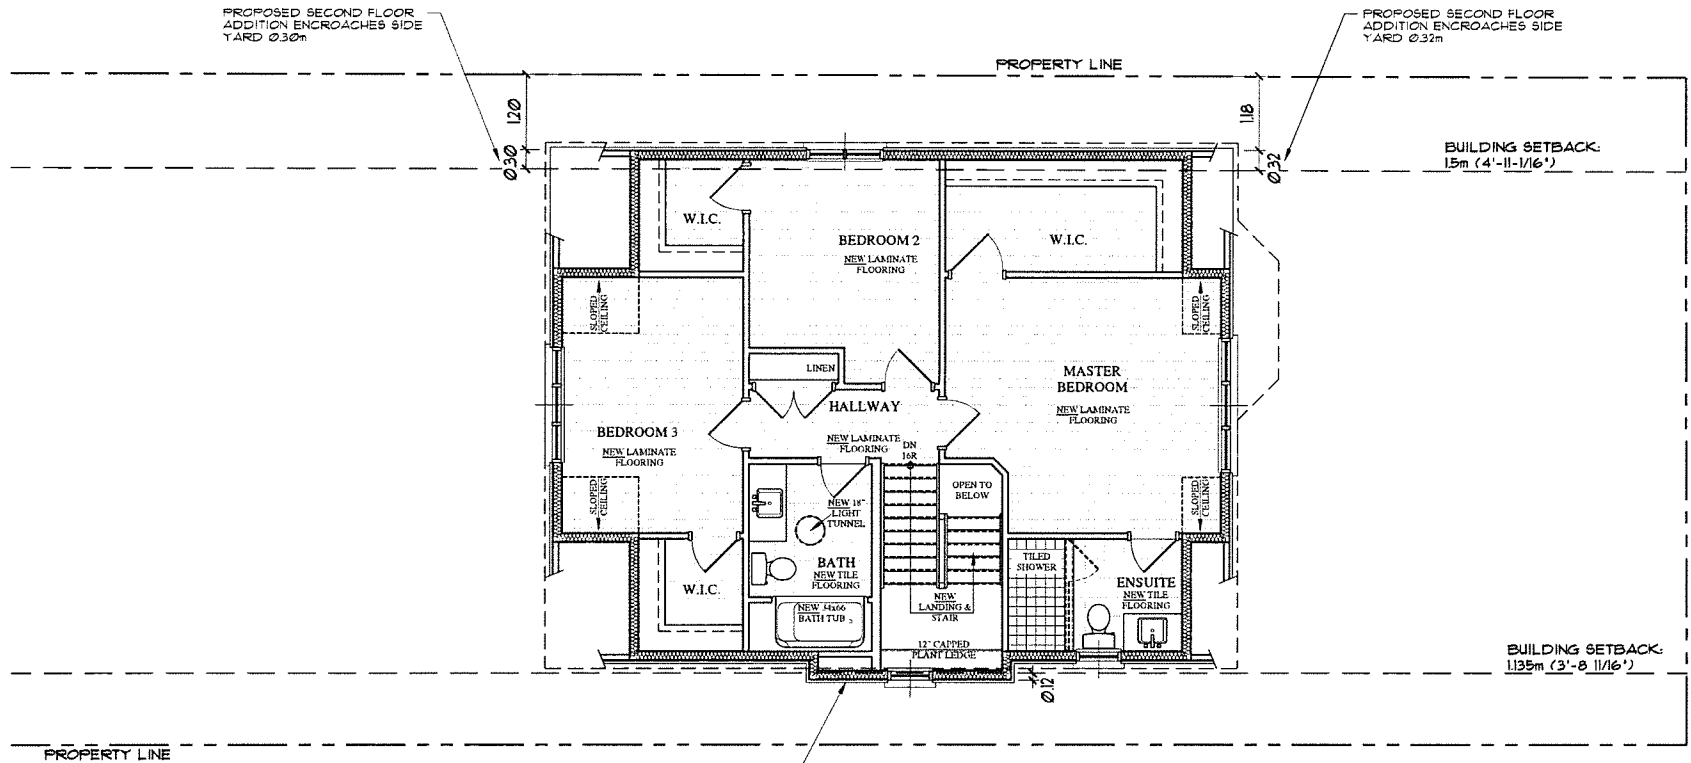 PROPOSED SECOND FLOOR
ADDITION ENCROACHES SIDE
YARD 0.30m
PROPOSED SECOND FLOOR
ADDITION ENCROACHES SIDE
YARD 0.32m
PROPERTY LINE
1.20
1.18
0.30
0.32
BUILDING SETBACK:
1.5m (4'-11-1/16")
W.I.C.
BEDROOM 2
NEW LAMINATE
FLOORING
W.I.C.
SLOPED
CEILING
SLOPED
CEILING
LINEN
MASTER
BEDROOM
NEW LAMINATE
FLOORING
HALLWAY
NEW LAMINATE
FLOORING
BEDROOM 3
NEW LAMINATE
FLOORING
DN
16R
OPEN TO
BELOW
SLOPED
CEILING
SLOPED
CEILING
NEW 18"
LIGHT
TUNNEL
BATH
NEW TILE
FLOORING
TILED
SHOWER
ENSUITE
NEW TILE
FLOORING
W.I.C.
NEW 34x66
BATH TUB
NEW
LANDING &
STAIR
12" CAPPED
PLANT LEDGE
0.12
BUILDING SETBACK:
1.135m (3'-8 11/16")
PROPERTY LINE